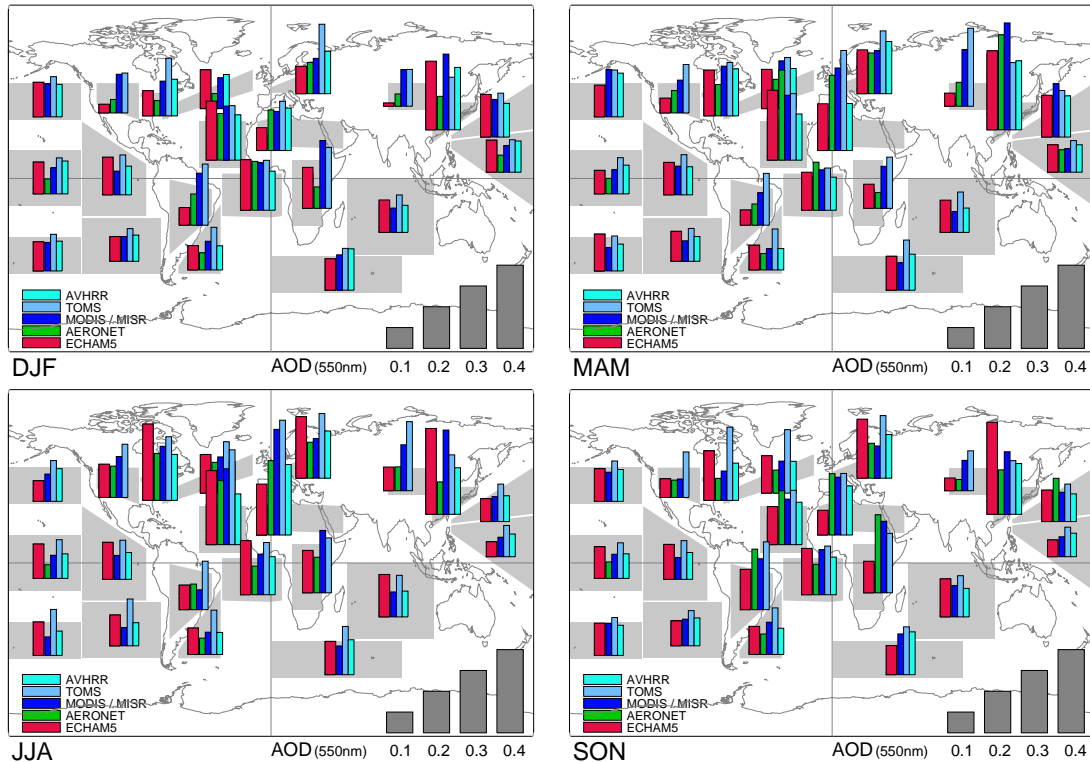 AVHRR
TOMS
MODIS / MISR
AERONET
ECHAM5
DJF AOD (550nm) 0.1 0.2 0.3 0.4
AVHRR
TOMS
MODIS / MISR
AERONET
ECHAM5
MAM AOD (550nm) 0.1 0.2 0.3 0.4
AVHRR
TOMS
MODIS / MISR
AERONET
ECHAM5
JJA AOD (550nm) 0.1 0.2 0.3 0.4
AVHRR
TOMS
MODIS / MISR
AERONET
ECHAM5
SON AOD (550nm) 0.1 0.2 0.3 0.4